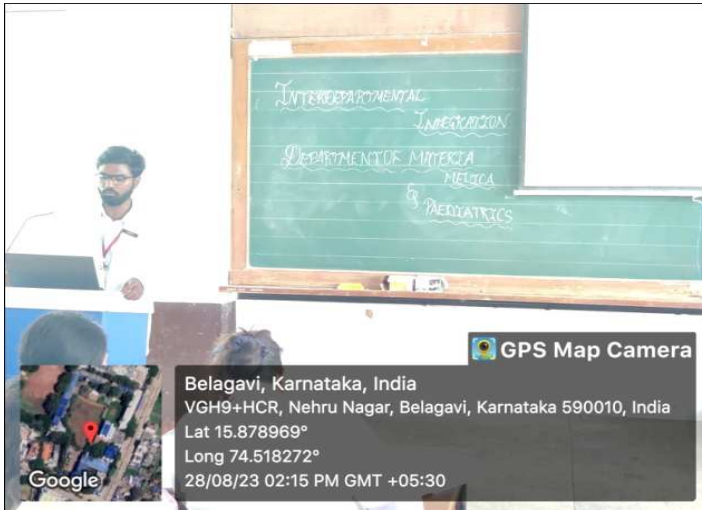 INTERDEPARTMENTAL
INTEGRATION
DEPARTMENT OF MATERIA
MEDICA
& PAEDIATRICS
GPS Map Camera
Belagavi, Karnataka, India
VGH9+HCR, Nehru Nagar, Belagavi, Karnataka 590010, India
Lat 15.878969°
Long 74.518272°
28/08/23 02:15 PM GMT +05:30
Google